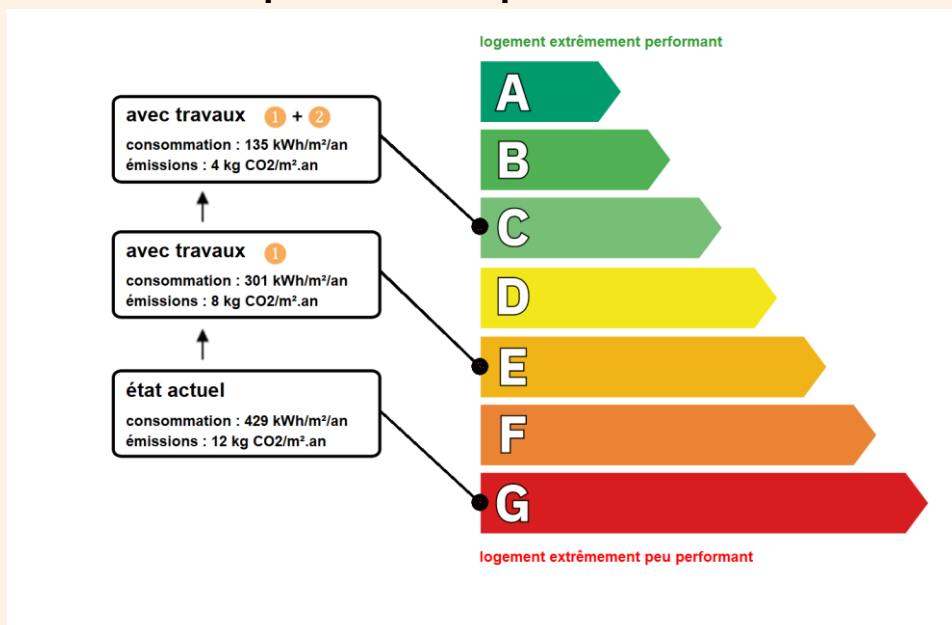 logement extrêmement performant
avec travaux 1 + 2
consommation : 135 kWh/m²/an
émissions : 4 kg CO2/m².an
avec travaux 1
consommation : 301 kWh/m²/an
émissions : 8 kg CO2/m².an
état actuel
consommation : 429 kWh/m²/an
émissions : 12 kg CO2/m².an
A
B
C
D
E
F
G
logement extrêmement peu performant